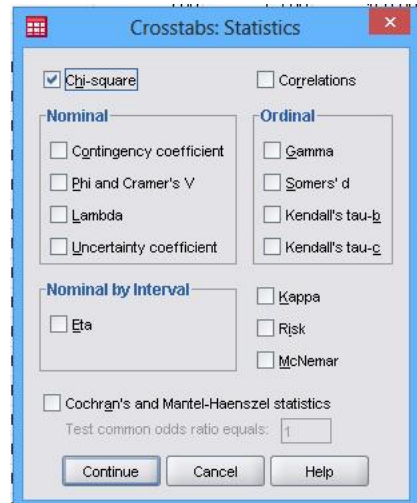 Crosstabs: Statistics
Chi-square
Correlations
Nominal
Contingency coefficient
Phi and Cramer's V
Lambda
Uncertainty coefficient
Ordinal
Gamma
Somers' d
Kendall's tau-b
Kendall's tau-c
Nominal by Interval
Eta
Kappa
Risk
McNemar
Cochran's and Mantel-Haenszel statistics
Test common odds ratio equals: 1
Continue Cancel Help